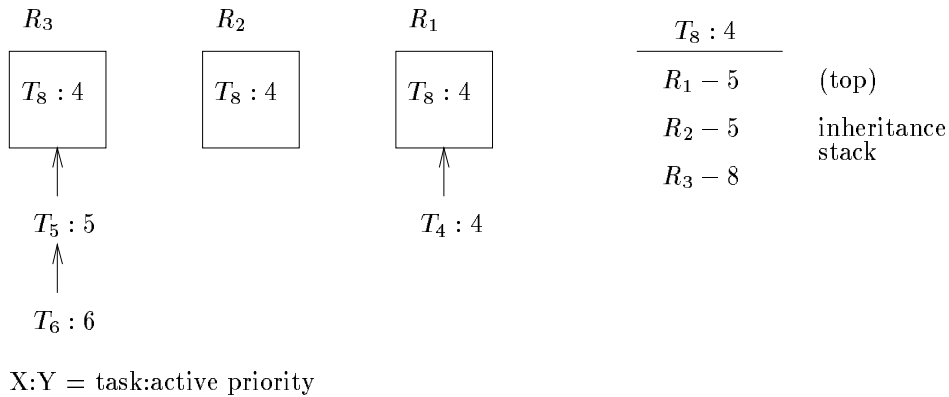 R₃ R₂ R₁
T₈ : 4
T₈ : 4 T₈ : 4 T₈ : 4
R₁ − 5 (top)
R₂ − 5 inheritance
stack
R₃ − 8
T₅ : 5 T₄ : 4
T₆ : 6
X:Y = task:active priority